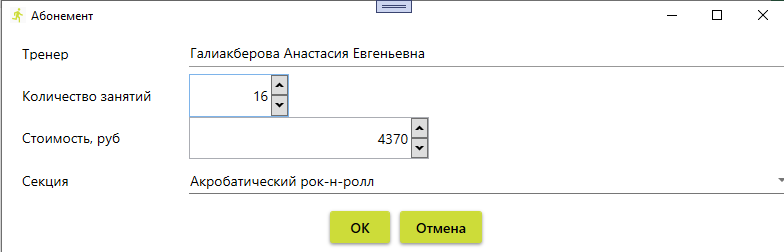 Абонемент
Тренер Галиакберова Анастасия Евгеньевна
Количество занятий 16
Стоимость, руб 4370
Секция Акробатический рок-н-ролл
ОК Отмена